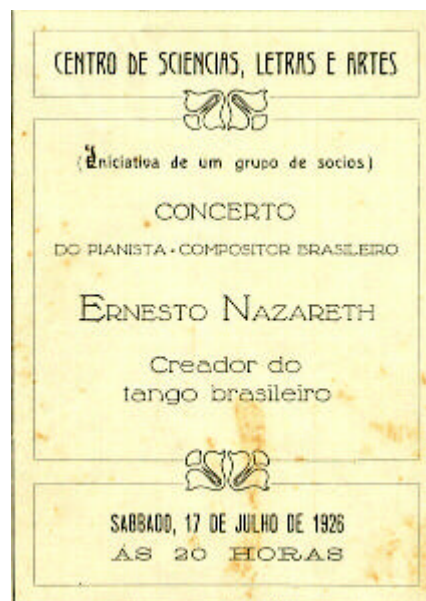 CENTRO DE SCIENCIAS, LETRAS E ARTES
(Iniciativa de um grupo de socios)
CONCERTO
DO PIANISTA - COMPOSITOR BRASILEIRO
ERNESTO NAZARETH
Creador do
tango brasileiro
SABBADO, 17 DE JULHO DE 1926
ÁS 20 HORAS